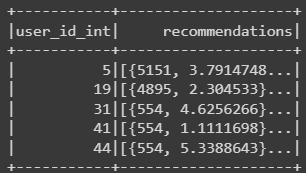 +-----------+--------------------+
|user_id_int|     recommendations|
+-----------+--------------------+
|          5|[{5151, 3.7914748...|
|         19|[{4895, 2.304533}...|
|         31|[{554, 4.6256266}...|
|         41|[{554, 1.1111698}...|
|         44|[{554, 5.3388643}...|
+-----------+--------------------+